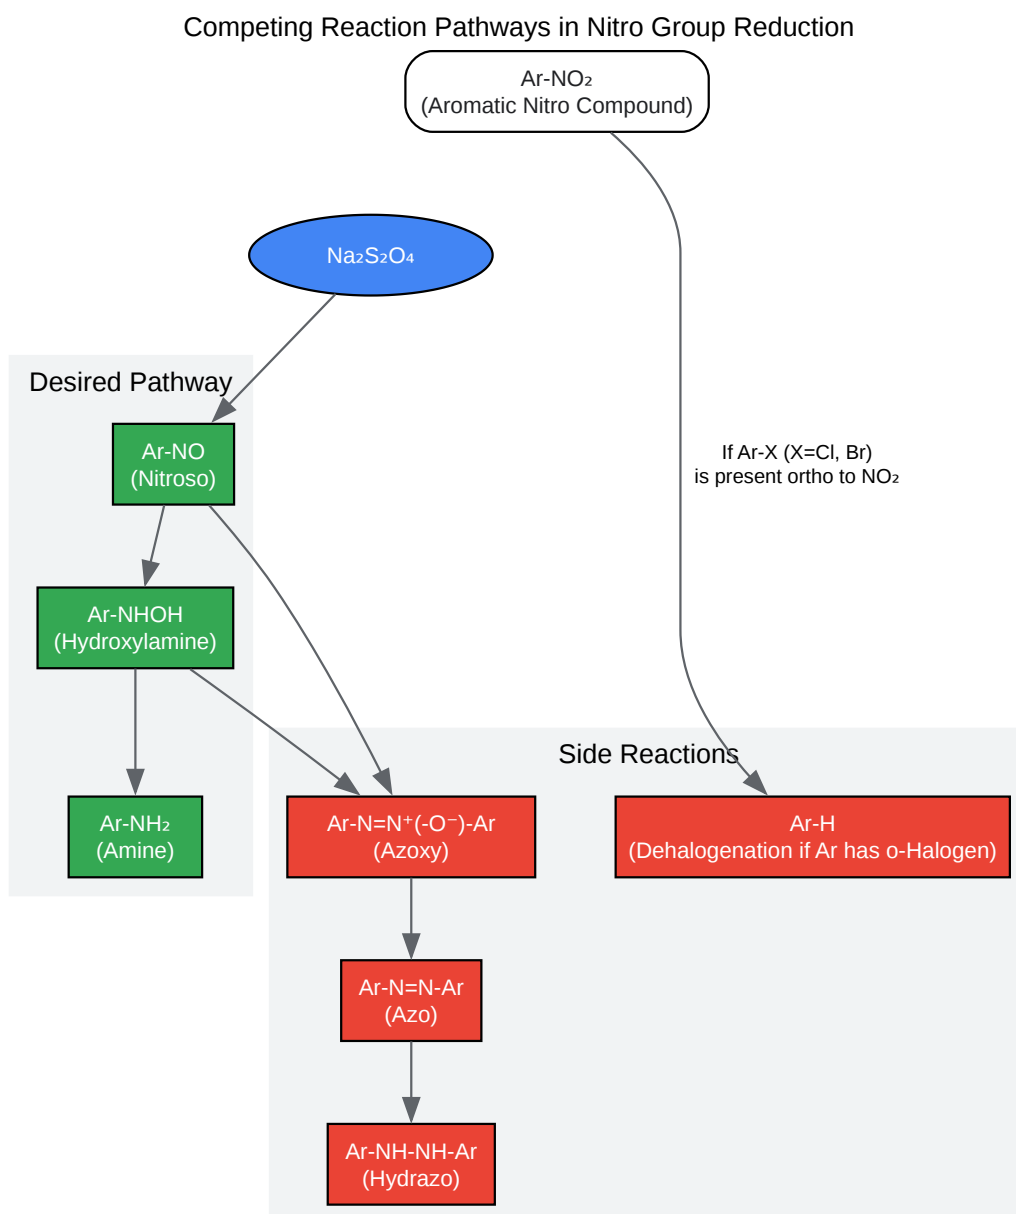 Competing Reaction Pathways in Nitro Group Reduction
Ar-NO₂
(Aromatic Nitro Compound)
Na₂S₂O₄
Desired Pathway
Ar-NO
(Nitroso)
If Ar-X (X=Cl, Br)
is present ortho to NO₂
Ar-NHOH
(Hydroxylamine)
Side Reactions
Ar-NH₂
(Amine)
Ar-N=N⁺(-O⁻)-Ar
(Azoxy)
Ar-H
(Dehalogenation if Ar has o-Halogen)
Ar-N=N-Ar
(Azo)
Ar-NH-NH-Ar
(Hydrazo)